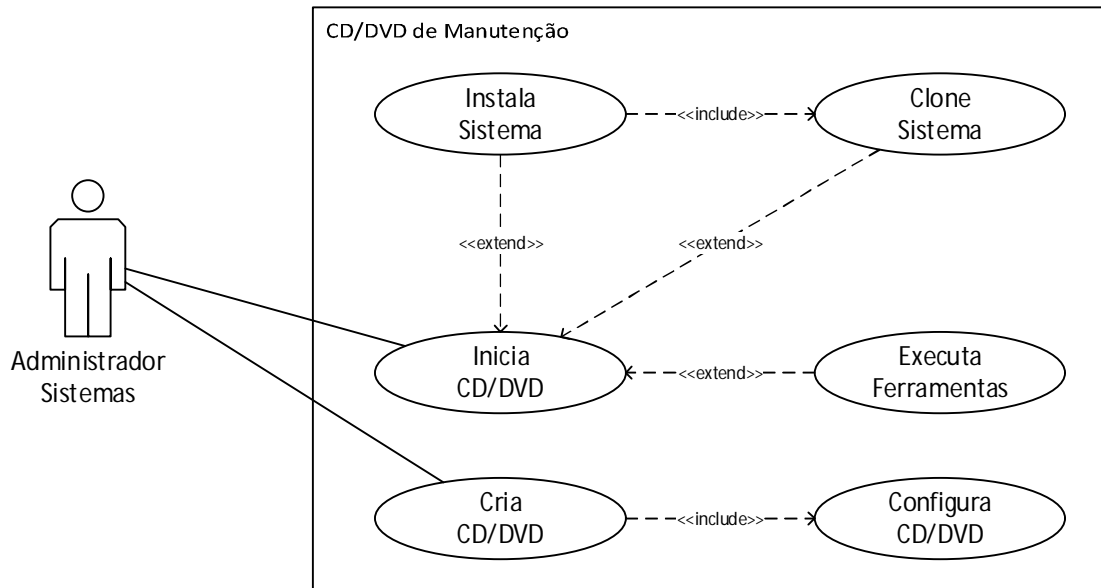 CD/DVD de Manutenção
Instala
Sistema
<<include>>
Clone
Sistema
<<extend>>
<<extend>>
Administrador
Sistemas
Inicia
CD/DVD
<<extend>>
Executa
Ferramentas
Cria
CD/DVD
<<include>>
Configura
CD/DVD